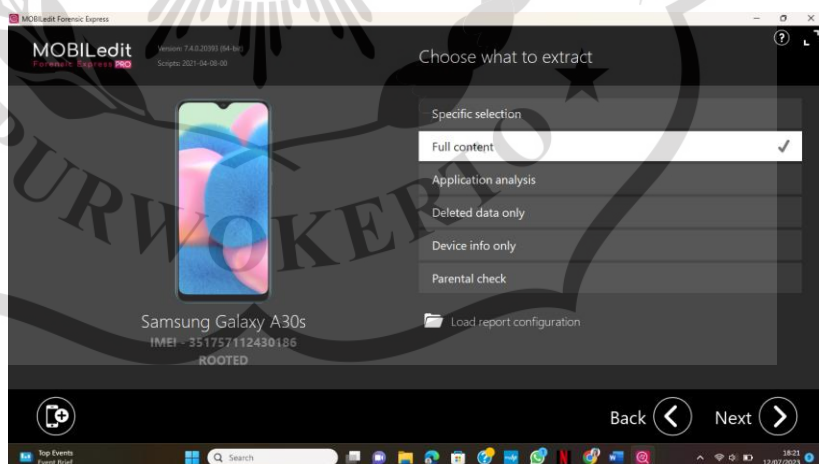 MOBILedit Forensic Express
MOBILedit
Forensic Express PRO
Version: 7.4.0.20393 (64-bit)
Scripts: 2021-04-08-00
Choose what to extract
Specific selection
Full content
Application analysis
Deleted data only
Device info only
Parental check
Load report configuration
Samsung Galaxy A30s
IMEI - 351757112430186
ROOTED
PURWOKERTO
Back
Next
Top Events
Event Brief
Search
18:21
12/07/2023